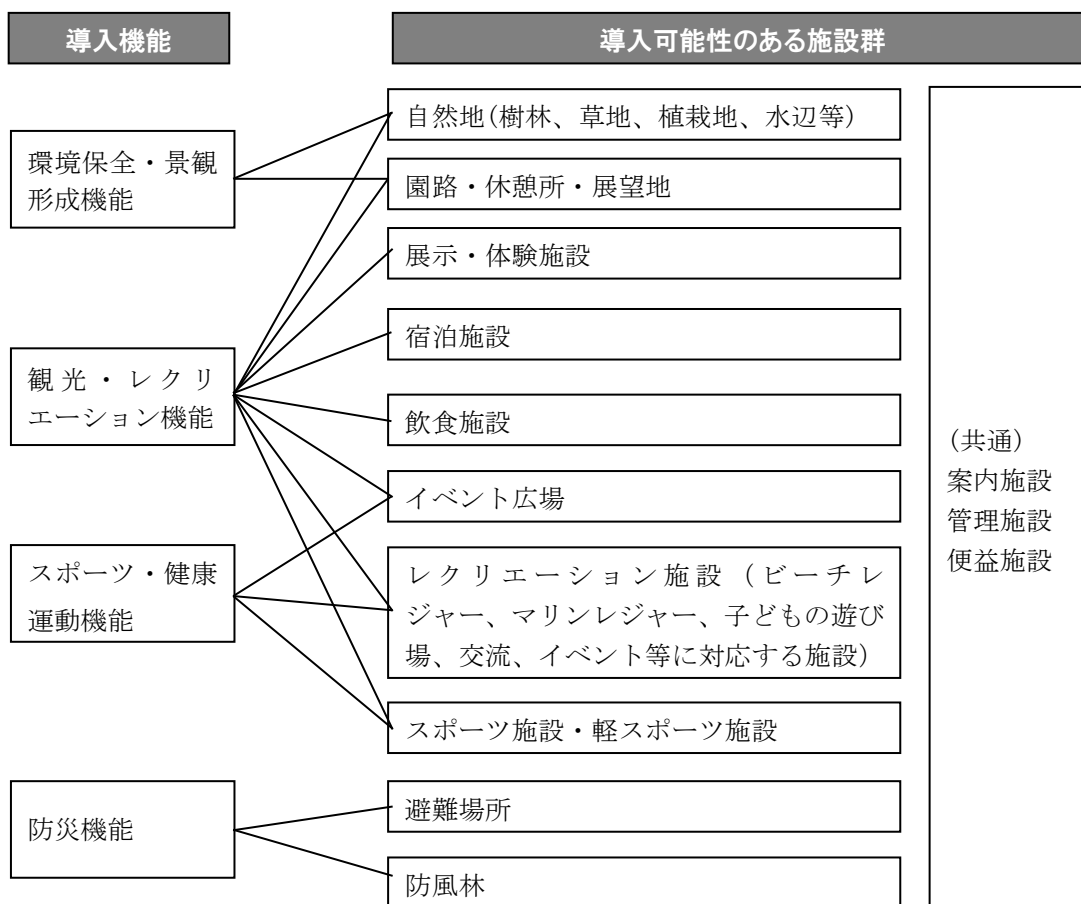 導入機能
導入可能性のある施設群
環境保全・景観
形成機能
観光・レクリ
エーション機能
スポーツ・健康
運動機能
防災機能
自然地(樹林、草地、植栽地、水辺等)
園路・休憩所・展望地
展示・体験施設
宿泊施設
飲食施設
イベント広場
レクリエーション施設（ビーチレ
ジャー、マリンレジャー、子どもの遊び
場、交流、イベント等に対応する施設）
スポーツ施設・軽スポーツ施設
避難場所
防風林
(共通)
案内施設
管理施設
便益施設